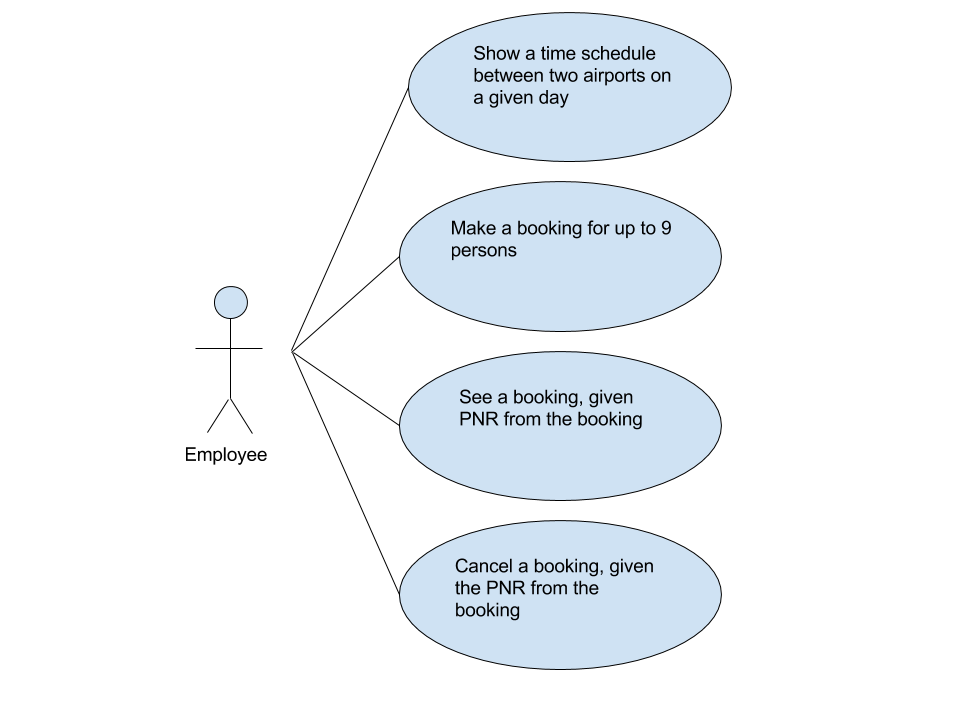 Show a time schedule
between two airports on
a given day
Make a booking for up to 9
persons
See a booking, given
PNR from the booking
Employee
Cancel a booking, given
the PNR from the
booking